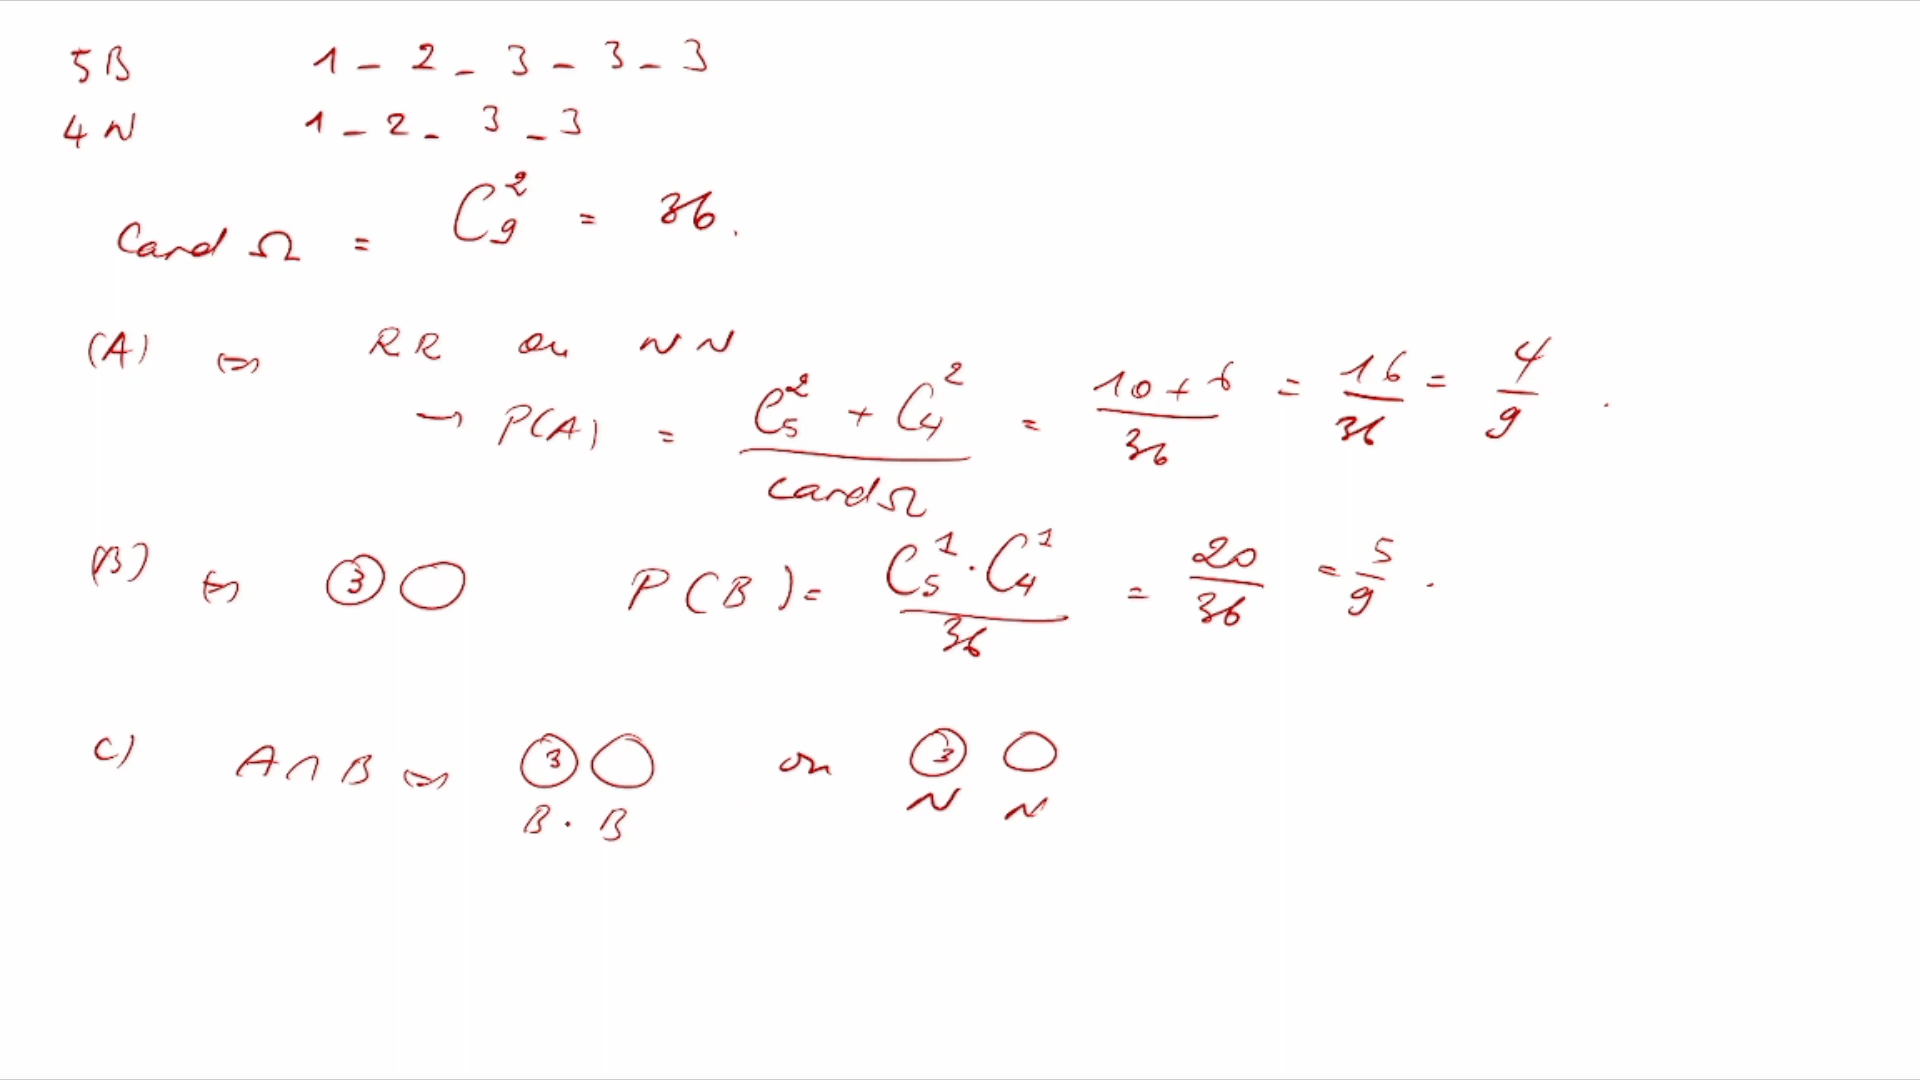 5B 1 - 2 - 3 - 3 - 3
4N 1 - 2 - 3 - 3
Card Ω = C₉² = 36.
(A) ⇔ RR ou NN
→ P(A) = (C₅² + C₄²)/(card Ω) = (10 + 6)/36 = 16/36 = 4/9.
(B) ⇔ ③ ◯ P(B) = (C₅¹ · C₄¹)/36 = 20/36 = 5/9.
C) A ∩ B ⇔ ③ ◯ ou ③ ◯
B · B N N